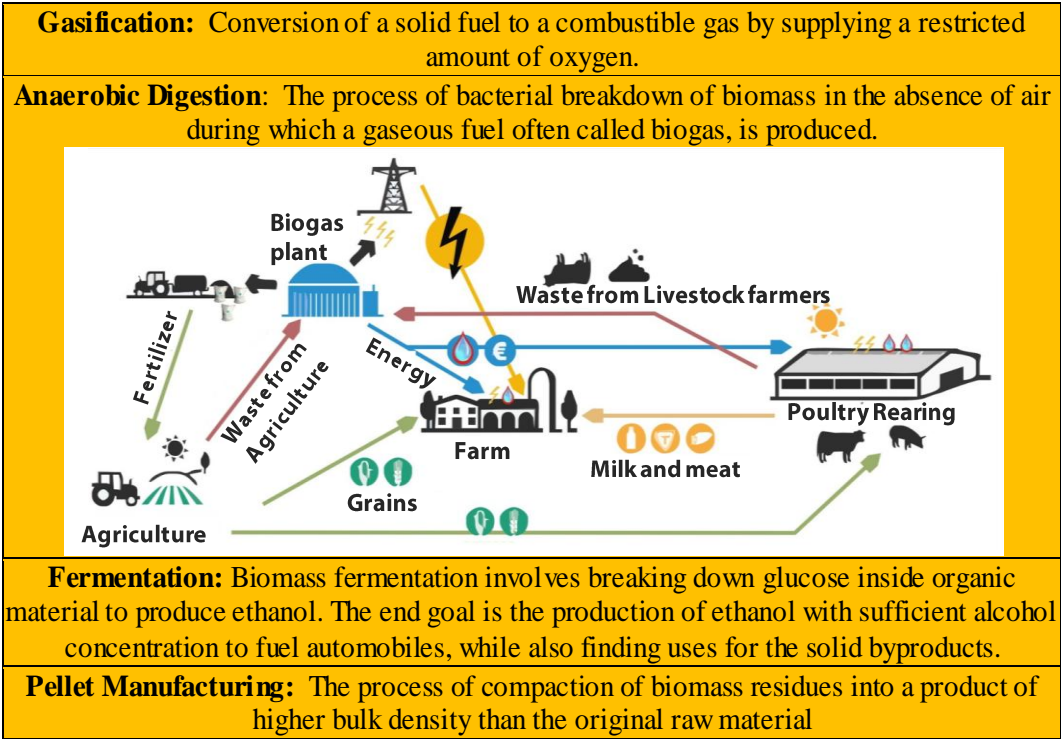 Gasification: Conversion of a solid fuel to a combustible gas by supplying a restricted
amount of oxygen.
Anaerobic Digestion: The process of bacterial breakdown of biomass in the absence of air
during which a gaseous fuel often called biogas, is produced.
Biogas
plant
Waste from Livestock farmers
Fertilizer
Waste from
Agriculture
Energy
€
Farm
Poultry Rearing
Milk and meat
Grains
Agriculture
Fermentation: Biomass fermentation involves breaking down glucose inside organic
material to produce ethanol. The end goal is the production of ethanol with sufficient alcohol
concentration to fuel automobiles, while also finding uses for the solid byproducts.
Pellet Manufacturing: The process of compaction of biomass residues into a product of
higher bulk density than the original raw material